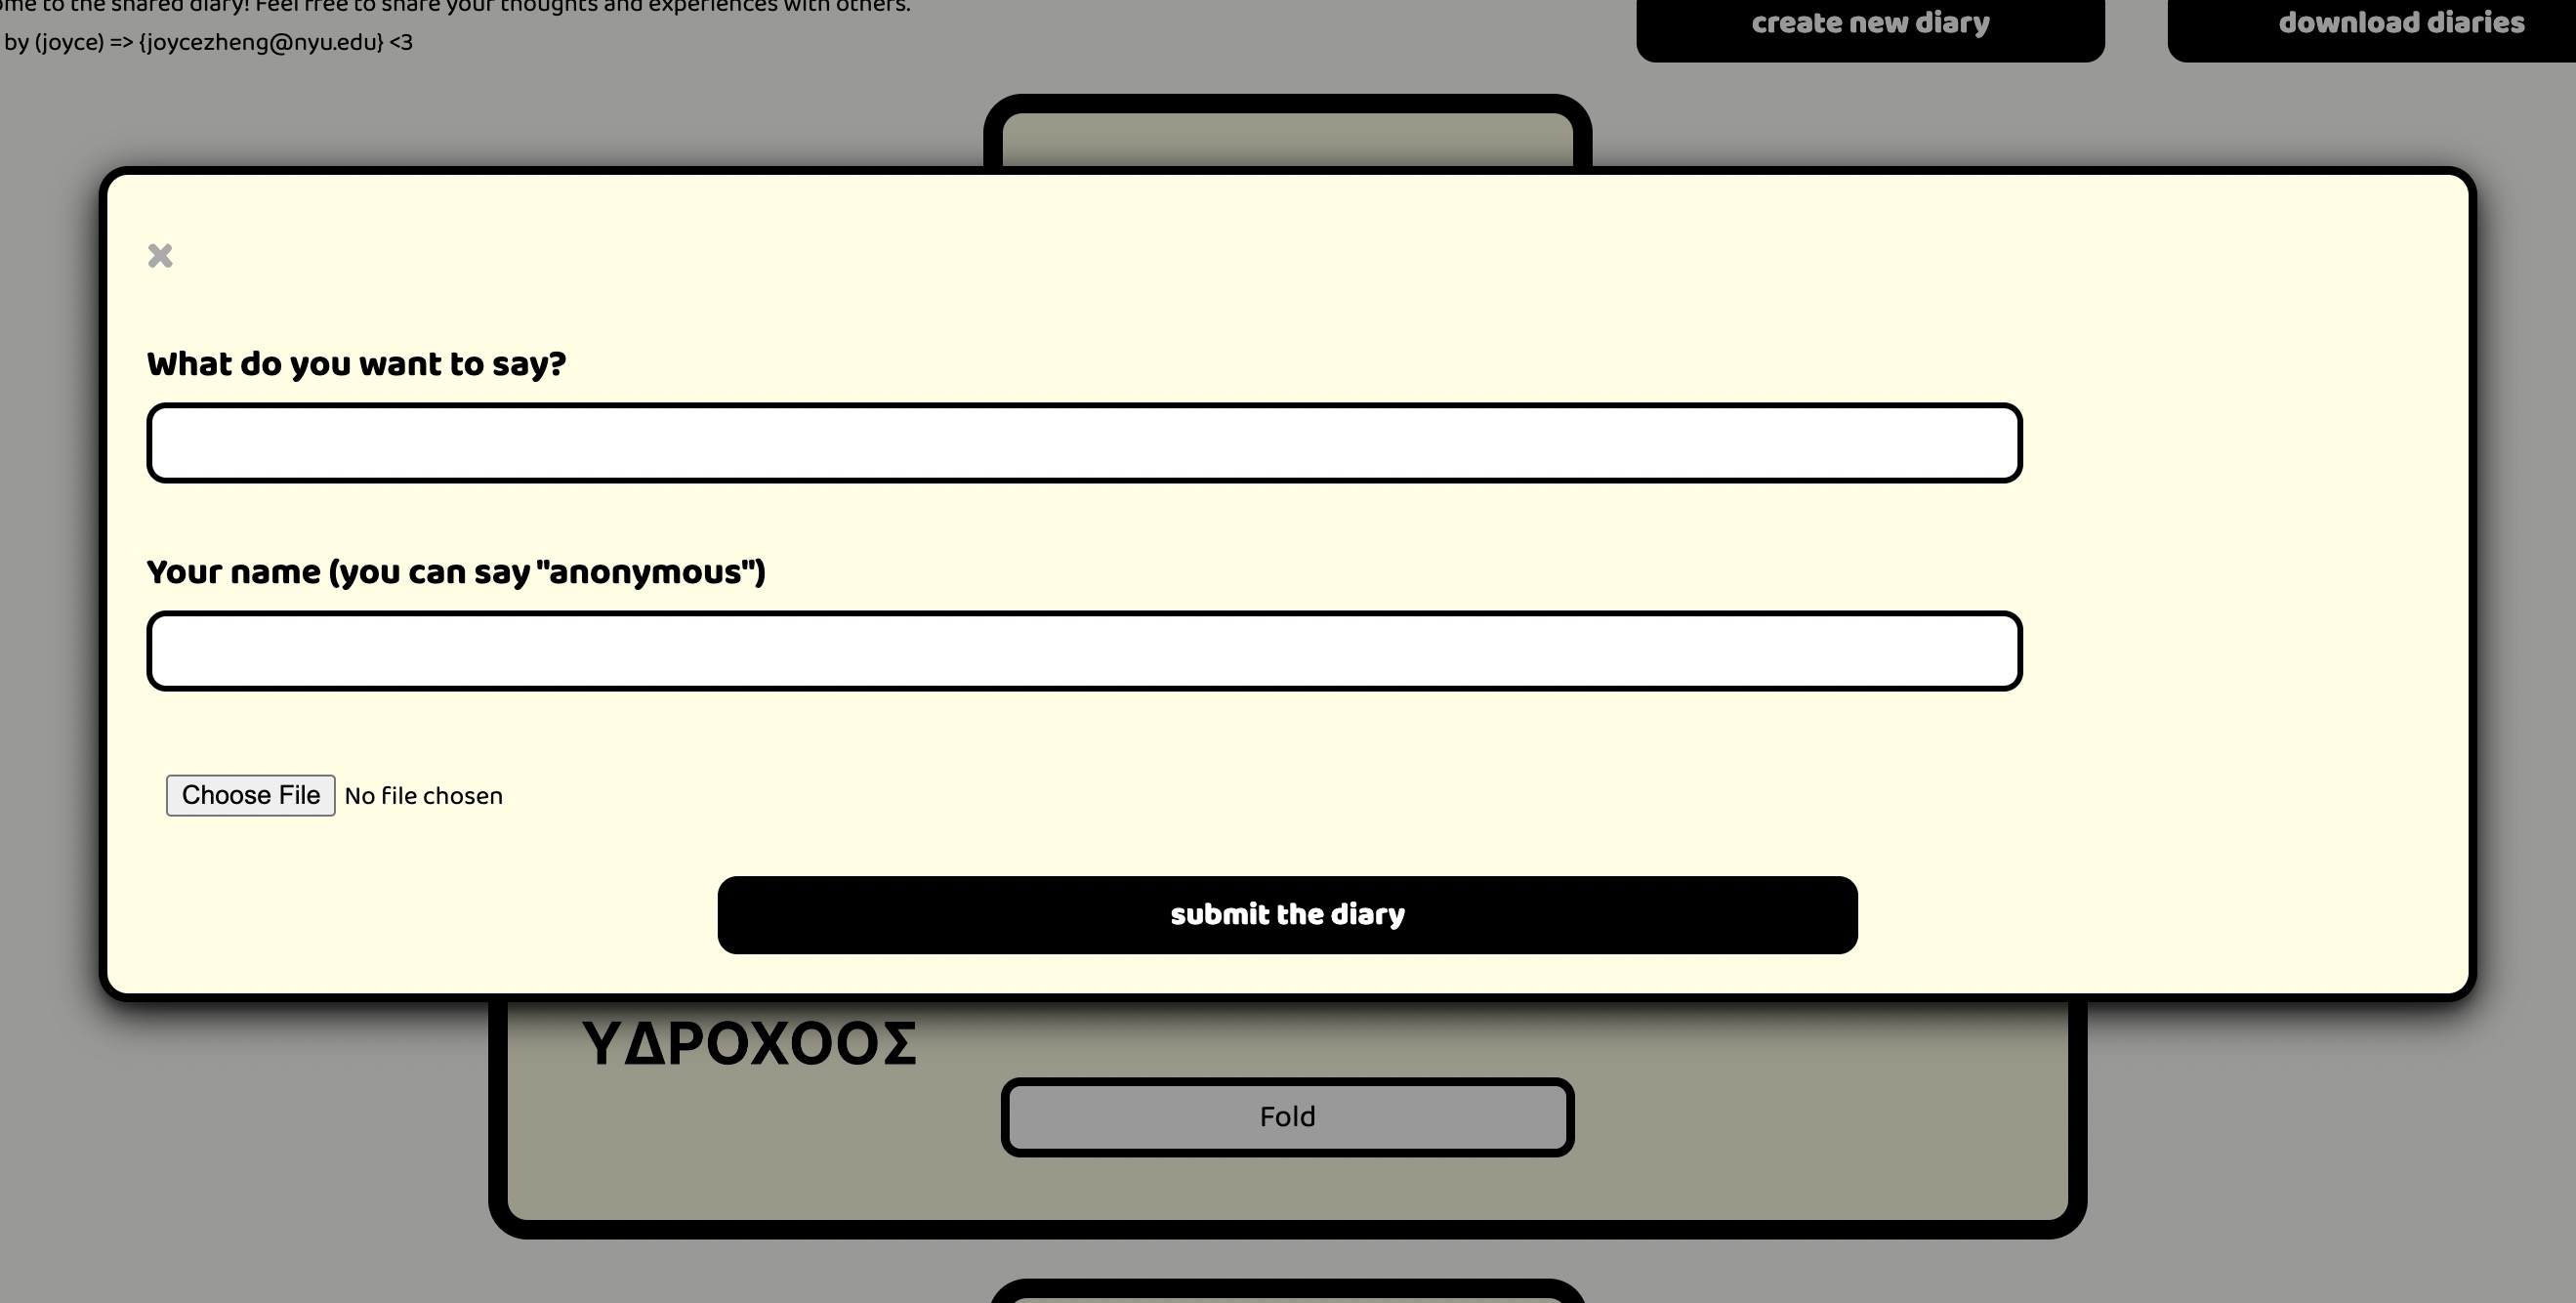 ome to the shared diary! Feel free to share your thoughts and experiences with others.
by (joyce) => {joycezheng@nyu.edu} <3
create new diary
download diaries
×
What do you want to say?
Your name (you can say "anonymous")
Choose File No file chosen
submit the diary
ΥΔΡΟΧΟΟΣ
Fold